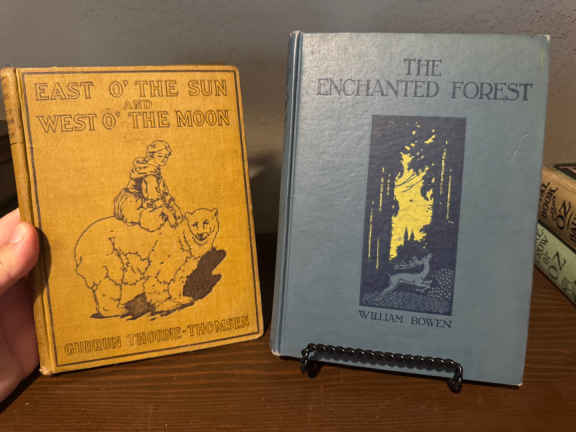 EAST O' THE SUN
AND
WEST O' THE MOON
GUDRUN THORNE-THOMSEN
THE
ENCHANTED FOREST
WILLIAM BOWEN